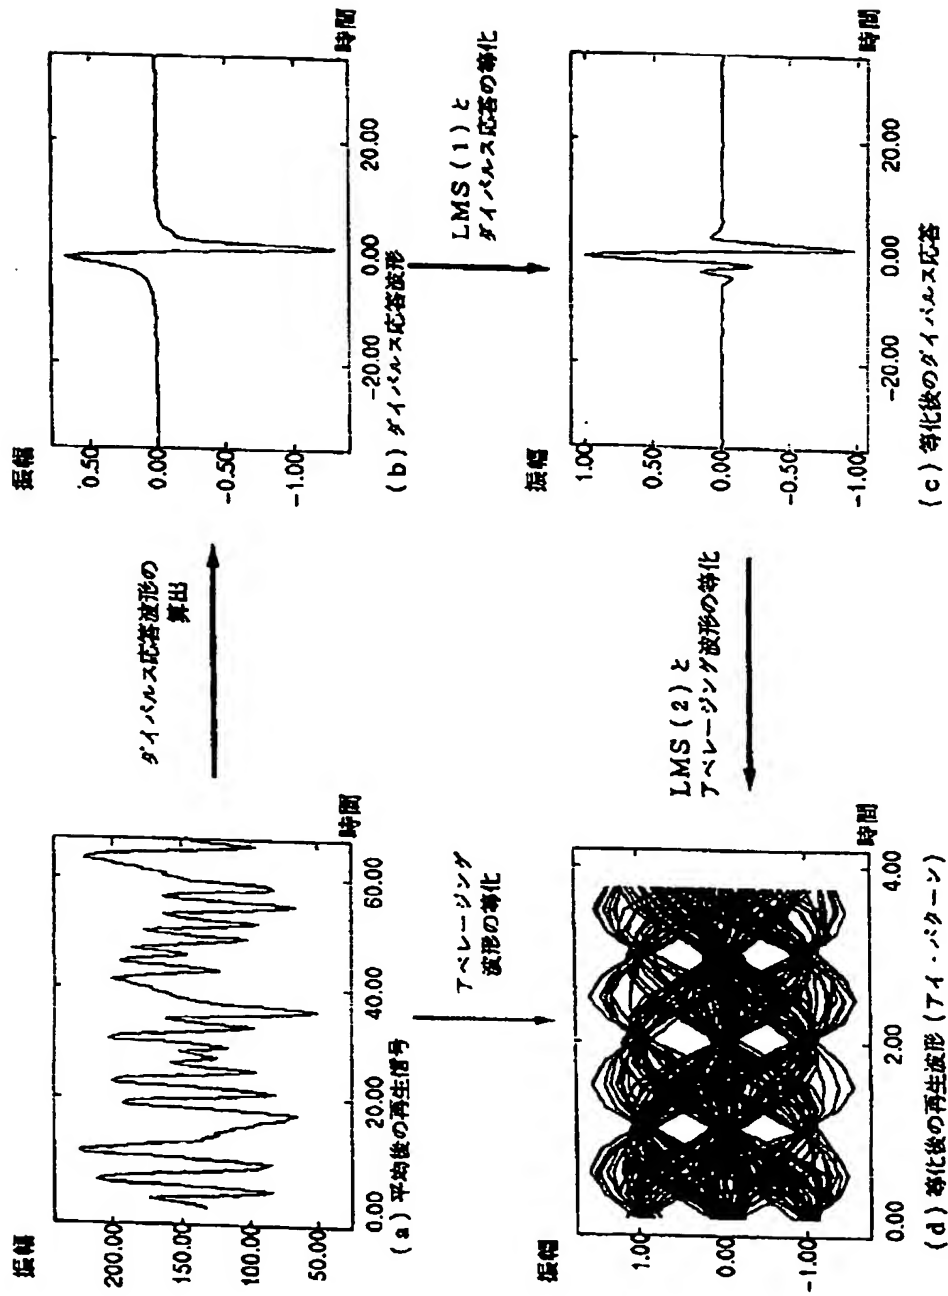 振幅
200.00
150.00
100.00
50.00
0.00
20.00
40.00
60.00
時間
(a) 平均後の再生信号
ダイパルス応答波形の
算出
振幅
0.50
0.00
-0.50
-1.00
-20.00
0.00
20.00
時間
(b) ダイパルス応答波形
アベレージング
波形の等化
LMS (1) と
ダイパルス応答の等化
振幅
1.00
0.00
-1.00
0.00
2.00
4.00
時間
(d) 等化後の再生波形 (アイ・パターン)
LMS (2) と
アベレージング波形の等化
振幅
1.00
0.50
0.00
-0.50
-1.00
-20.00
0.00
20.00
時間
(c) 等化後のダイパルス応答